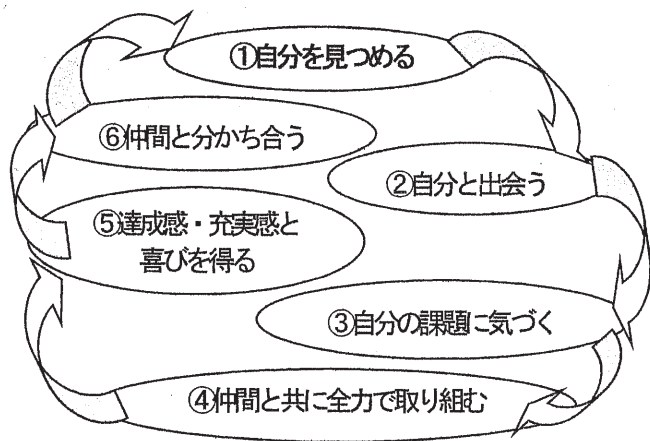 ①自分を見つめる
②自分と出会う
③自分の課題に気づく
④仲間と共に全力で取り組む
⑤達成感・充実感と
喜びを得る
⑥仲間と分かち合う